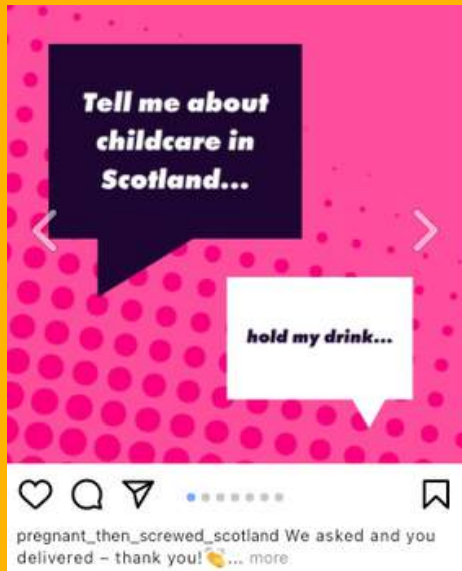 Tell me about
childcare in
Scotland...
hold my drink...
pregnant_then_screwed_scotland We asked and you
delivered – thank you!👏... more